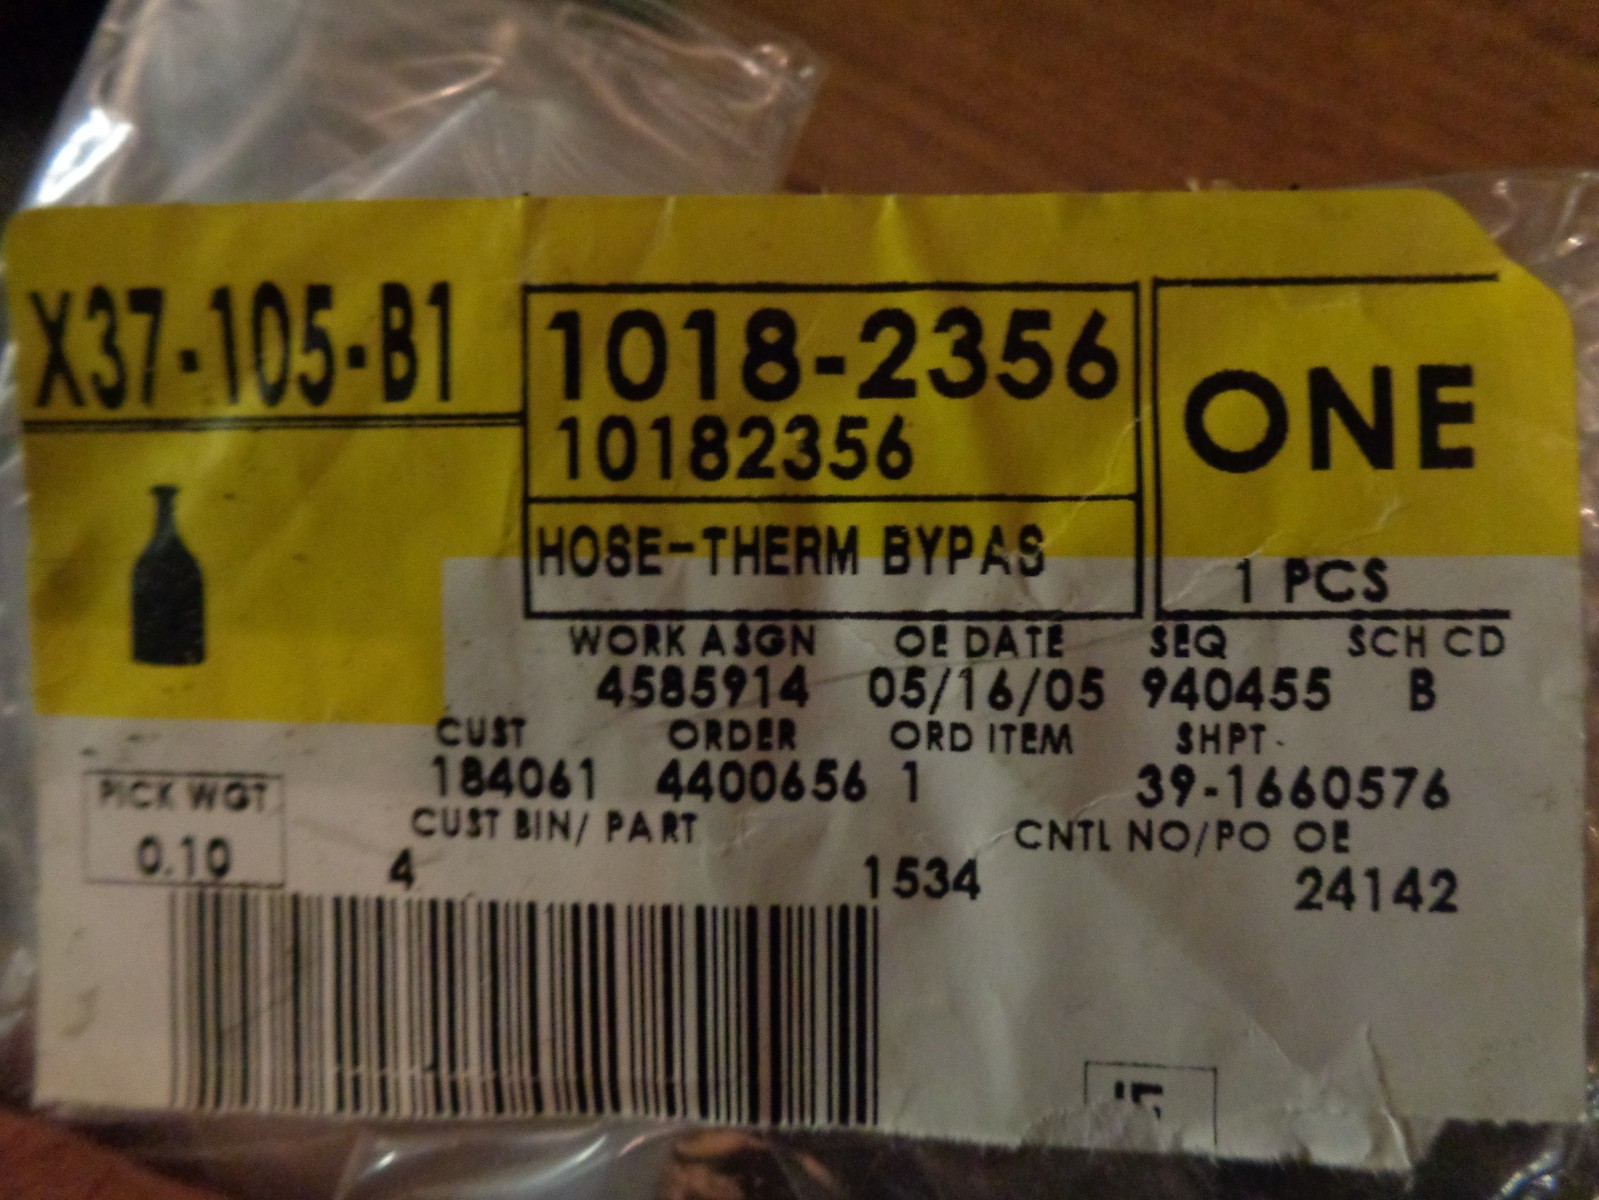 X37-105-B1
1018-2356
10182356
ONE
HOSE-THERM BYPAS
1 PCS
WORK ASGN OE DATE SEQ SCH CD
4585914 05/16/05 940455 B
CUST ORDER ORD ITEM SHPT
184061 4400656 1 39-1660576
PICK WGT
0.10
CUST BIN/ PART CNTL NO/PO OE
4 1534 24142